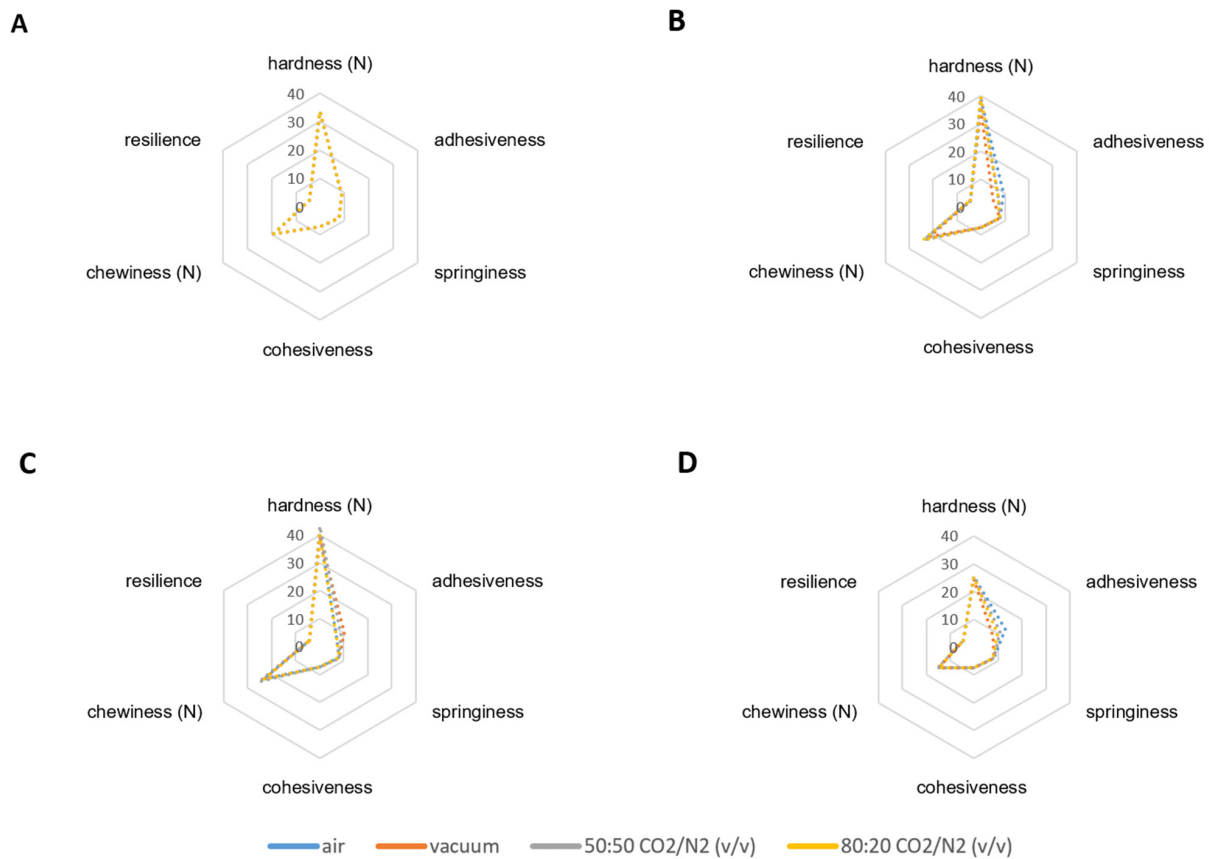 A
hardness (N)
40
30
20
10
0
resilience
adhesiveness
chewiness (N)
springiness
cohesiveness
B
hardness (N)
40
30
20
10
0
resilience
adhesiveness
chewiness (N)
springiness
cohesiveness
C
hardness (N)
40
30
20
10
0
resilience
adhesiveness
chewiness (N)
springiness
cohesiveness
D
hardness (N)
40
30
20
10
0
resilience
adhesiveness
chewiness (N)
springiness
cohesiveness
air vacuum 50:50 CO2/N2 (v/v) 80:20 CO2/N2 (v/v)